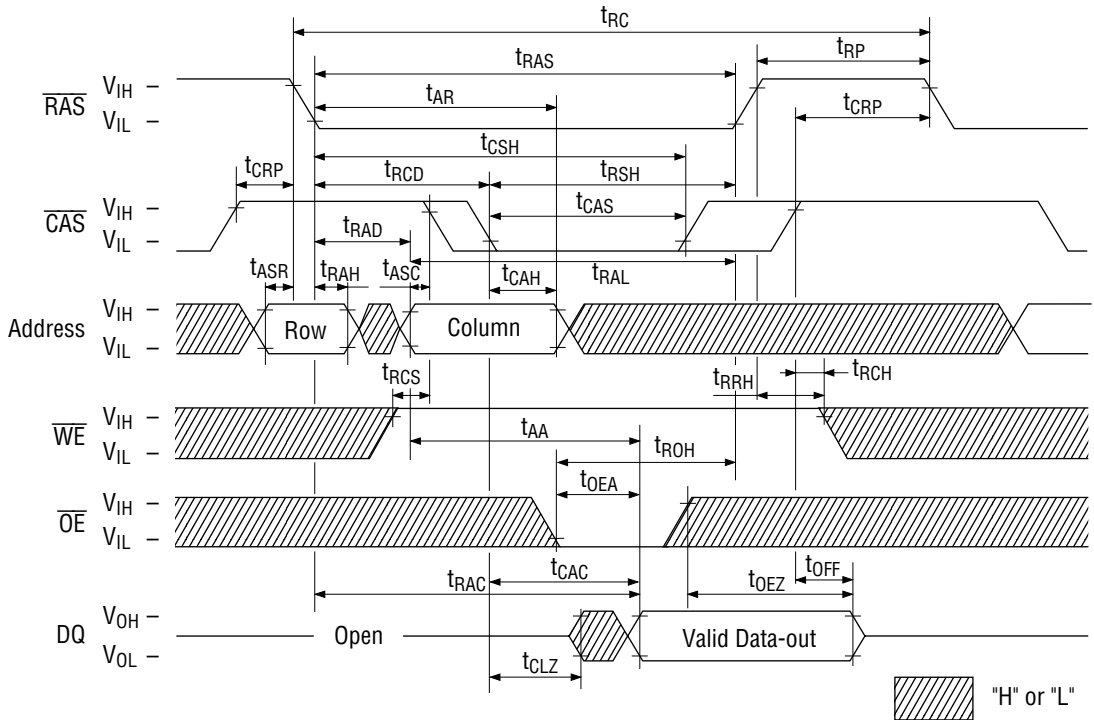 tRC
tRAS
tRP
VIH –
RAS
tAR
VIL –
tCRP
tCSH
tCRP
tRCD
tRSH
VIH –
CAS
tCAS
VIL –
tRAD
tRAL
tASR
tRAH
tASC
tCAH
VIH –
Address
Row
Column
VIL –
tRCS
tRRH
tRCH
VIH –
WE
tAA
VIL –
tROH
tOEA
VIH –
OE
VIL –
tCAC
tOFF
tRAC
tOEZ
VOH –
DQ
Open
Valid Data-out
VOL –
tCLZ
"H" or "L"